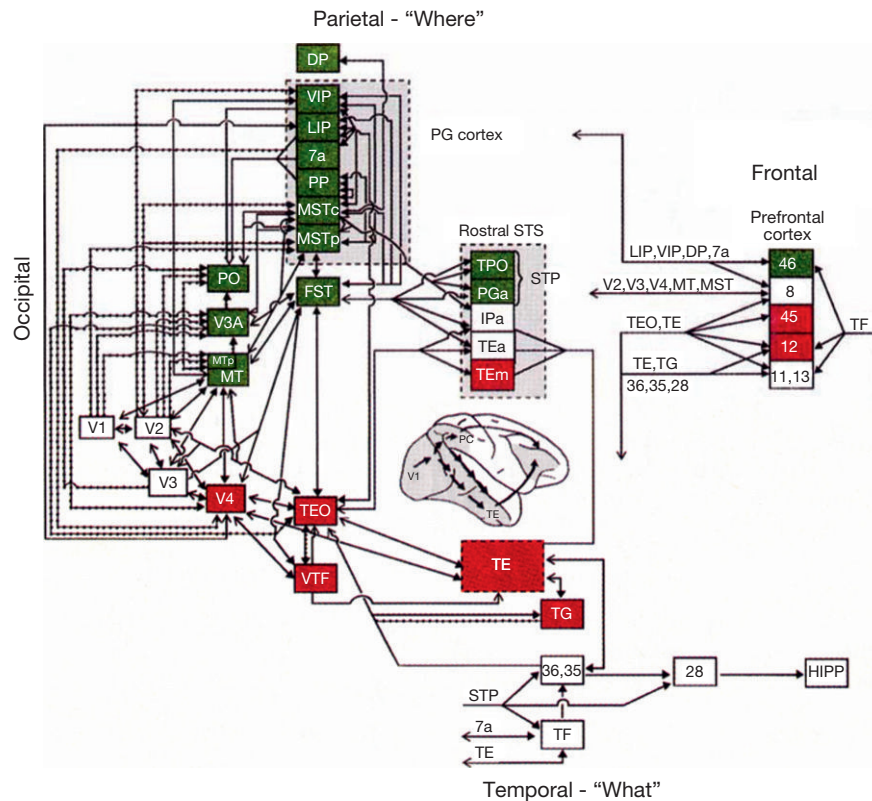 Parietal - “Where”
DP
VIP
LIP
7a
PP
MSTc
MSTp
PG cortex
Frontal
Prefrontal
cortex
Rostral STS
TPO
PGa
STP
IPa
TEa
TEm
LIP,VIP,DP,7a
46
V2,V3,V4,MT,MST
8
TEO,TE
45
TF
12
TE,TG
11,13
36,35,28
Occipital
PO
FST
V3A
MTp
MT
V1
V2
V3
V4
TEO
VTF
PC
V1
TE
TE
TG
36,35
28
HIPP
STP
7a
TF
TE
Temporal - “What”